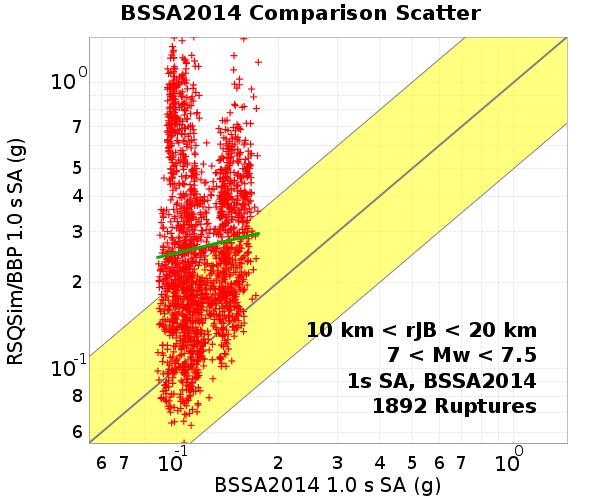 BSSA2014 Comparison Scatter
RSQSim/BBP 1.0 s SA (g)
10⁰
7
5
4
3
2
10⁻¹
8
6
10 km < rJB < 20 km
7 < Mw < 7.5
1s SA, BSSA2014
1892 Ruptures
6 7 10⁻¹ 2 3 4 5 6 7 10⁰
BSSA2014 1.0 s SA (g)